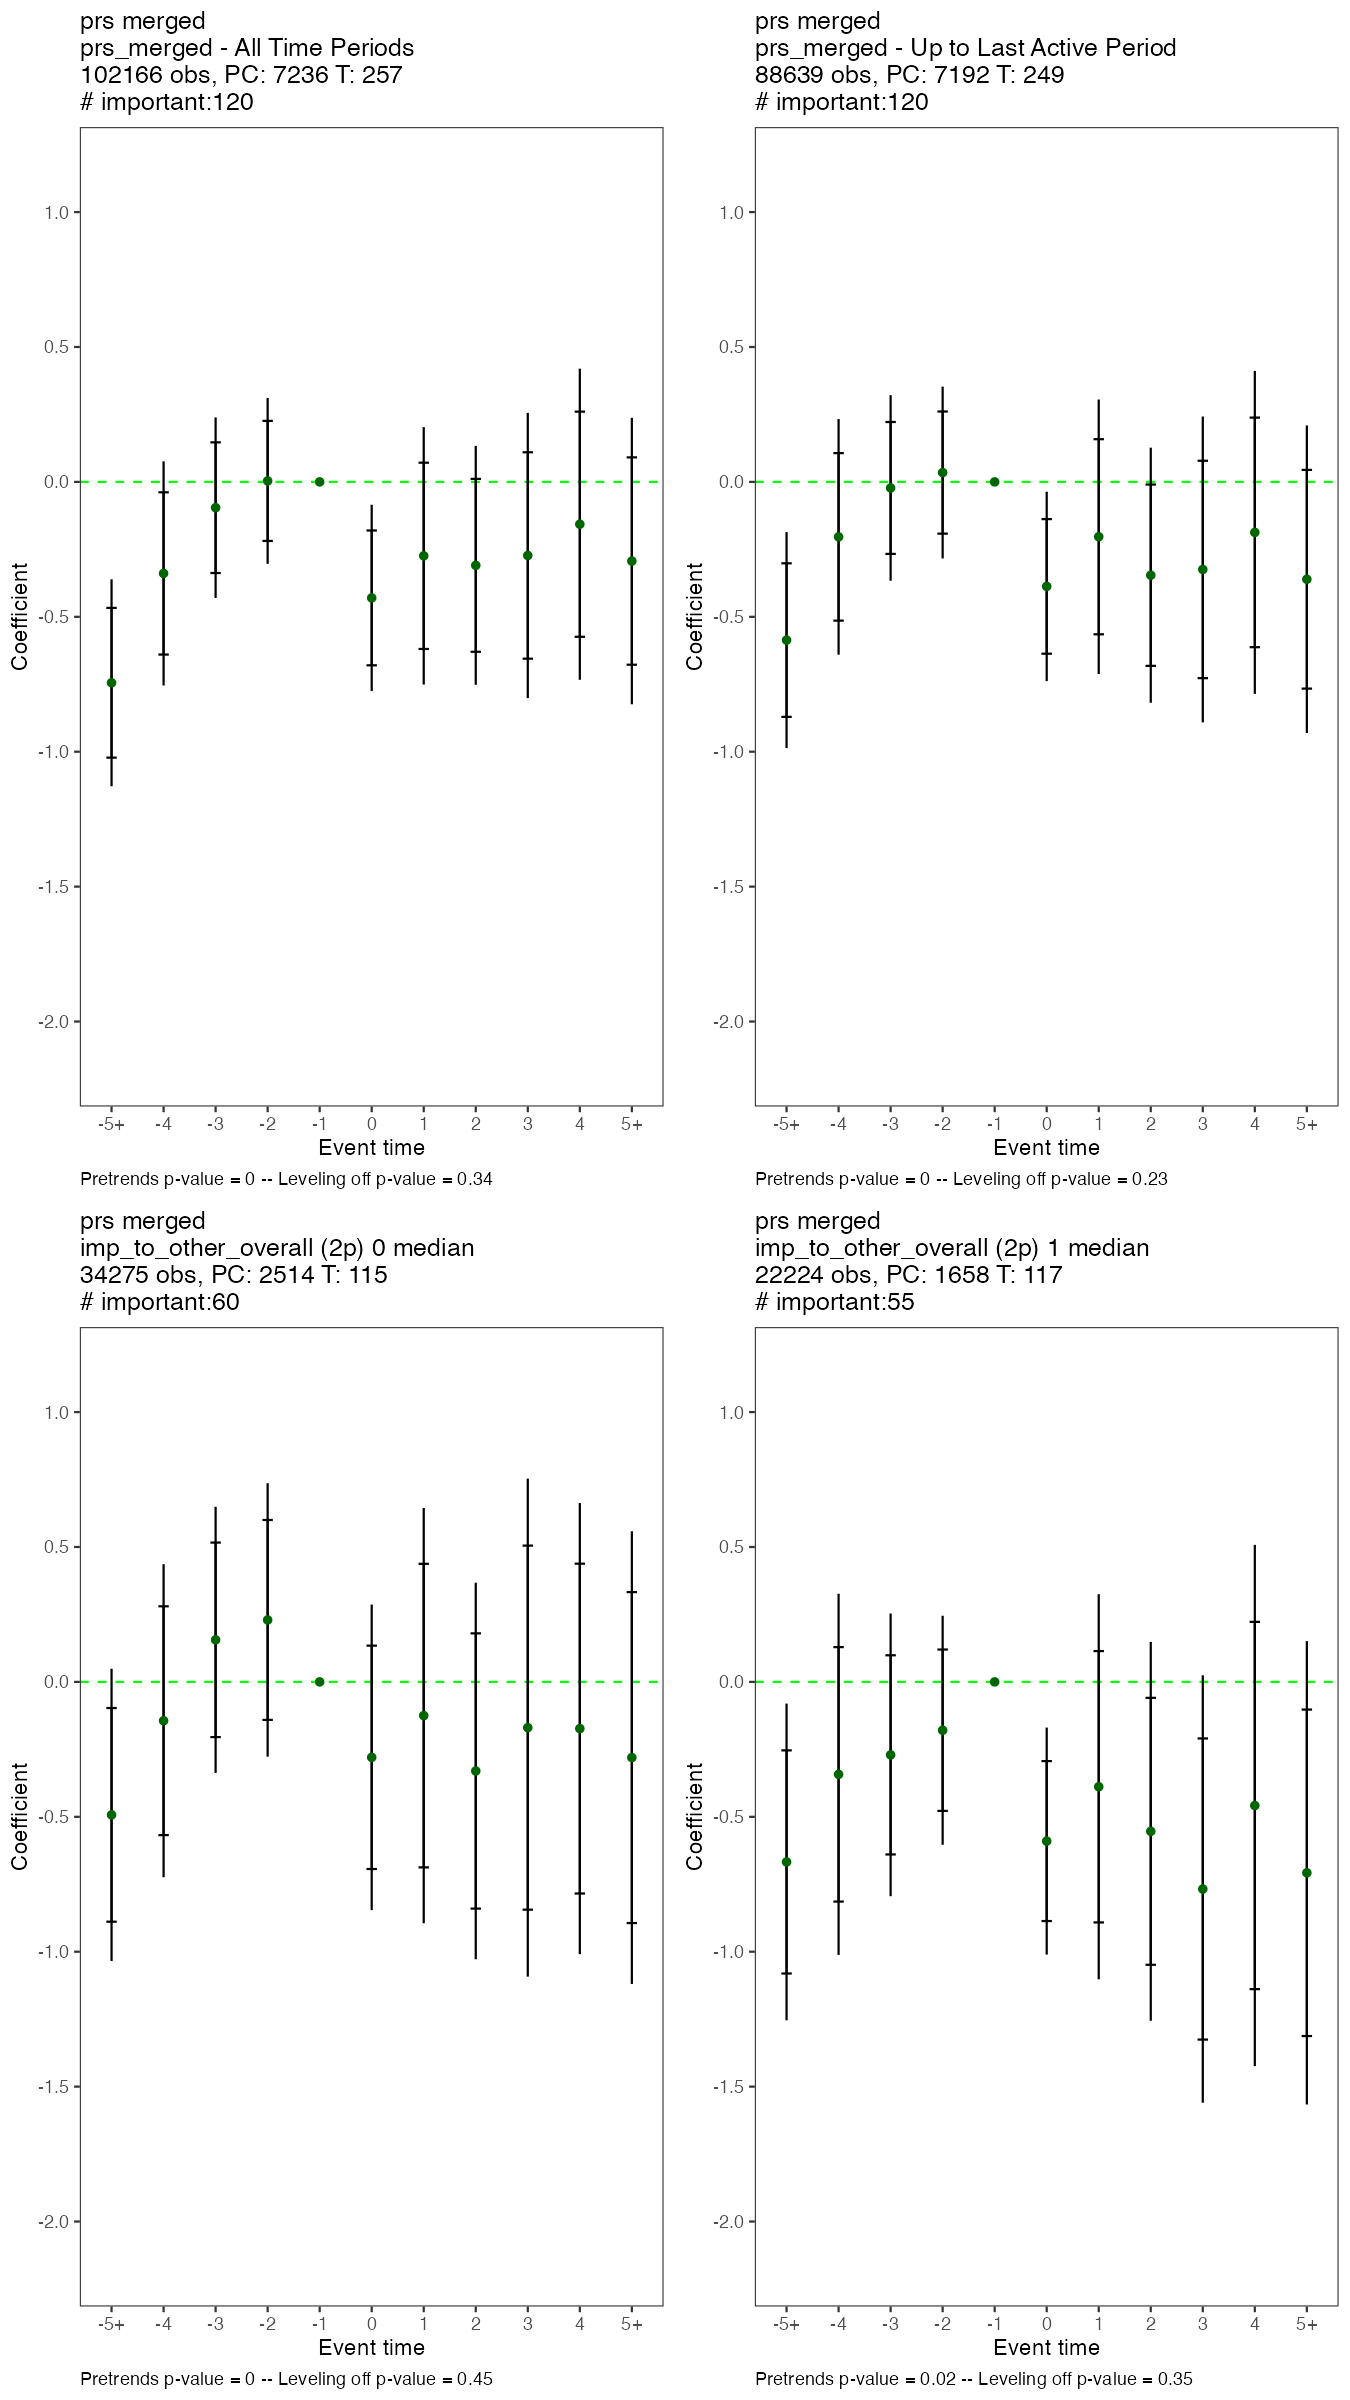 prs merged
prs_merged - All Time Periods
102166 obs, PC: 7236 T: 257
# important:120
1.0
0.5
0.0
-0.5
-1.0
-1.5
-2.0
Coefficient
-5+ -4 -3 -2 -1 0 1 2 3 4 5+
Event time
Pretrends p-value = 0 -- Leveling off p-value = 0.34
prs merged
prs_merged - Up to Last Active Period
88639 obs, PC: 7192 T: 249
# important:120
1.0
0.5
0.0
-0.5
-1.0
-1.5
-2.0
Coefficient
-5+ -4 -3 -2 -1 0 1 2 3 4 5+
Event time
Pretrends p-value = 0 -- Leveling off p-value = 0.23
prs merged
imp_to_other_overall (2p) 0 median
34275 obs, PC: 2514 T: 115
# important:60
1.0
0.5
0.0
-0.5
-1.0
-1.5
-2.0
Coefficient
-5+ -4 -3 -2 -1 0 1 2 3 4 5+
Event time
Pretrends p-value = 0 -- Leveling off p-value = 0.45
prs merged
imp_to_other_overall (2p) 1 median
22224 obs, PC: 1658 T: 117
# important:55
1.0
0.5
0.0
-0.5
-1.0
-1.5
-2.0
Coefficient
-5+ -4 -3 -2 -1 0 1 2 3 4 5+
Event time
Pretrends p-value = 0.02 -- Leveling off p-value = 0.35